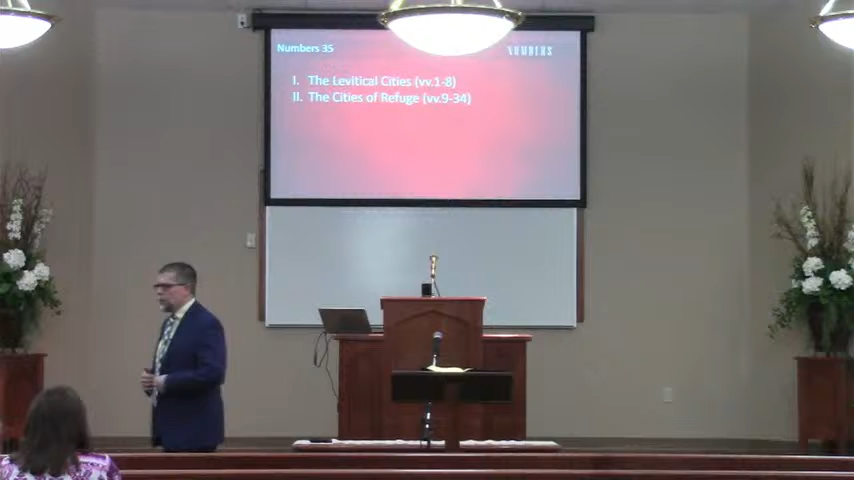 Numbers 35
NUMBERS
I. The Levitical Cities (vv.1-8)
II. The Cities of Refuge (vv.9-34)